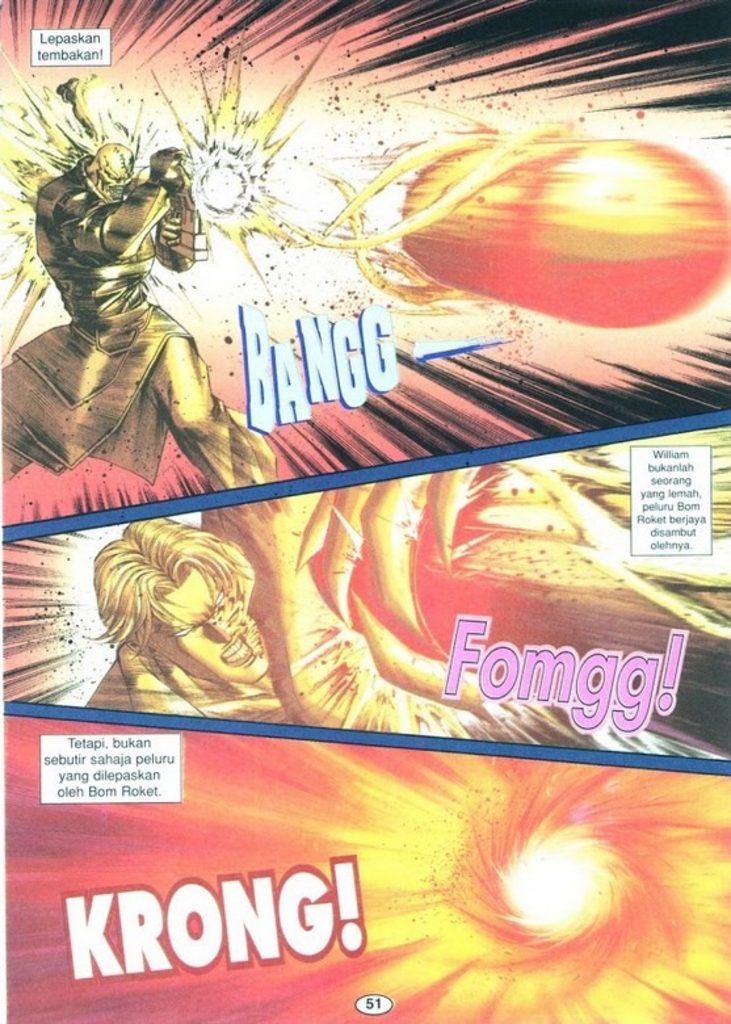 Lepaskan
tembakan!
BANGG
William
bukanlah
seorang
yang lemah,
peluru Bom
Roket berjaya
disambut
olehnya.
Fomgg!
Tetapi, bukan
sebutir sahaja peluru
yang dilepaskan
oleh Bom Roket.
KRONG!
51